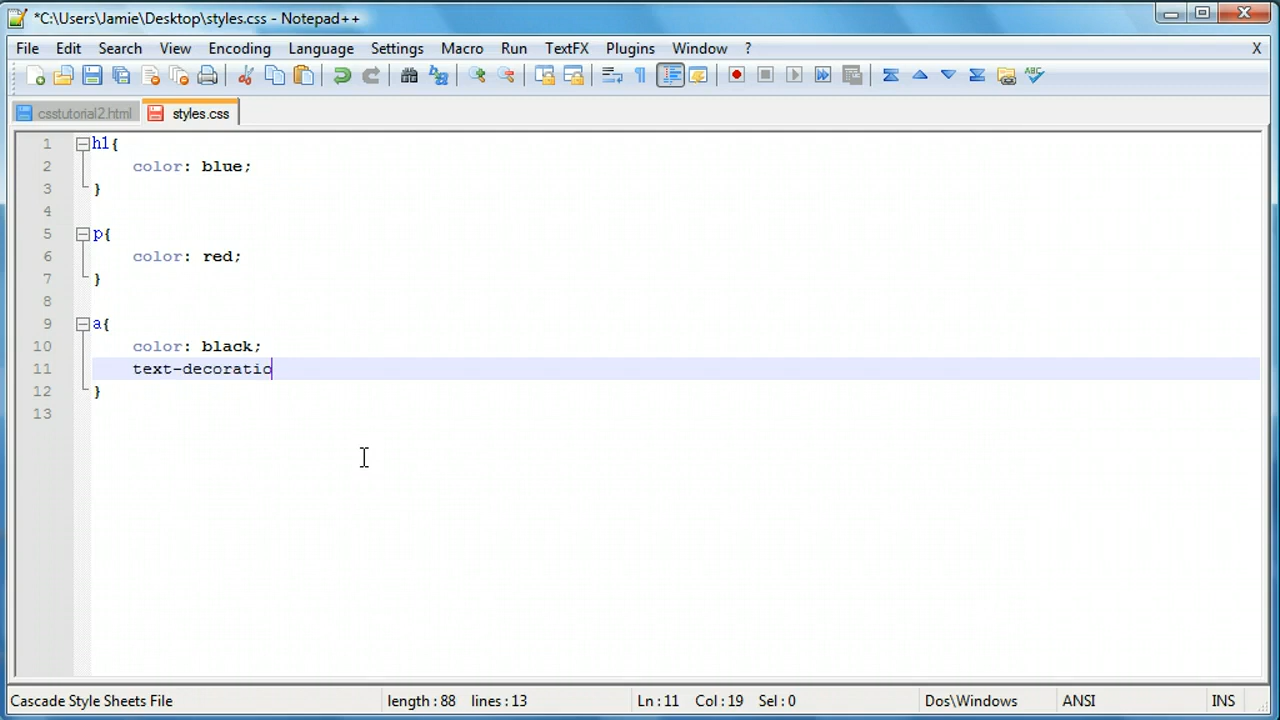 *C:\Users\Jamie\Desktop\styles.css - Notepad++
File Edit Search View Encoding Language Settings Macro Run TextFX Plugins Window ? X
csstutorial2.html styles.css
1 h1{
2 color: blue;
3 }
4
5 p{
6 color: red;
7 }
8
9 a{
10 color: black;
11 text-decoratio
12 }
13
Cascade Style Sheets File length : 88 lines : 13 Ln : 11 Col : 19 Sel : 0 Dos\Windows ANSI INS